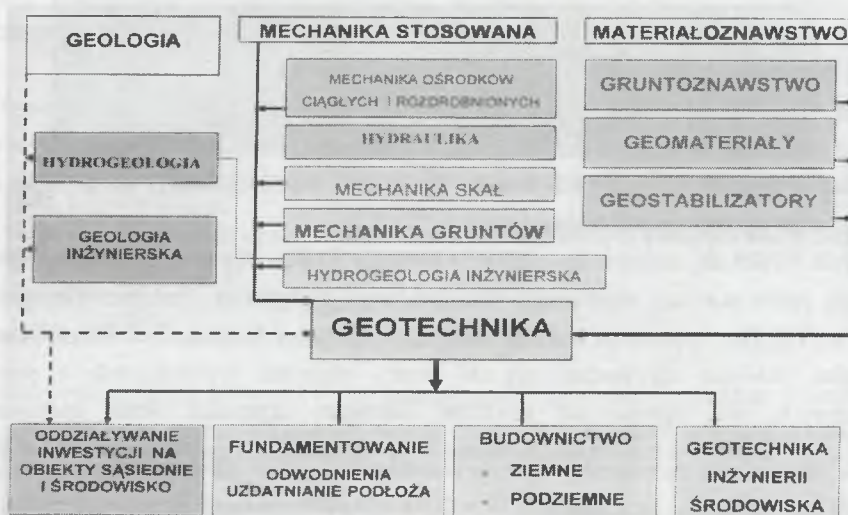 GEOLOGIA
HYDROGEOLOGIA
GEOLOGIA
INŻYNIERSKA
MECHANIKA STOSOWANA
MECHANIKA OŚRODKÓW
CIĄGŁYCH I ROZDROBNIONYCH
HYDRAULIKA
MECHANIKA SKAŁ
MECHANIKA GRUNTÓW
HYDROGEOLOGIA INŻYNIERSKA
MATERIAŁOZNAWSTWO
GRUNTOZNAWSTWO
GEOMATERIAŁY
GEOSTABILIZATORY
GEOTECHNIKA
ODDZIAŁYWANIE
INWESTYCJI NA
OBIEKTY SĄSIEDNIE
I ŚRODOWISKO
FUNDAMENTOWANIE
ODWODNIENIA
UZDATNIANIE PODŁOŻA
BUDOWNICTWO
- ZIEMNE
- PODZIEMNE
GEOTECHNIKA
INŻYNIERII
ŚRODOWISKA